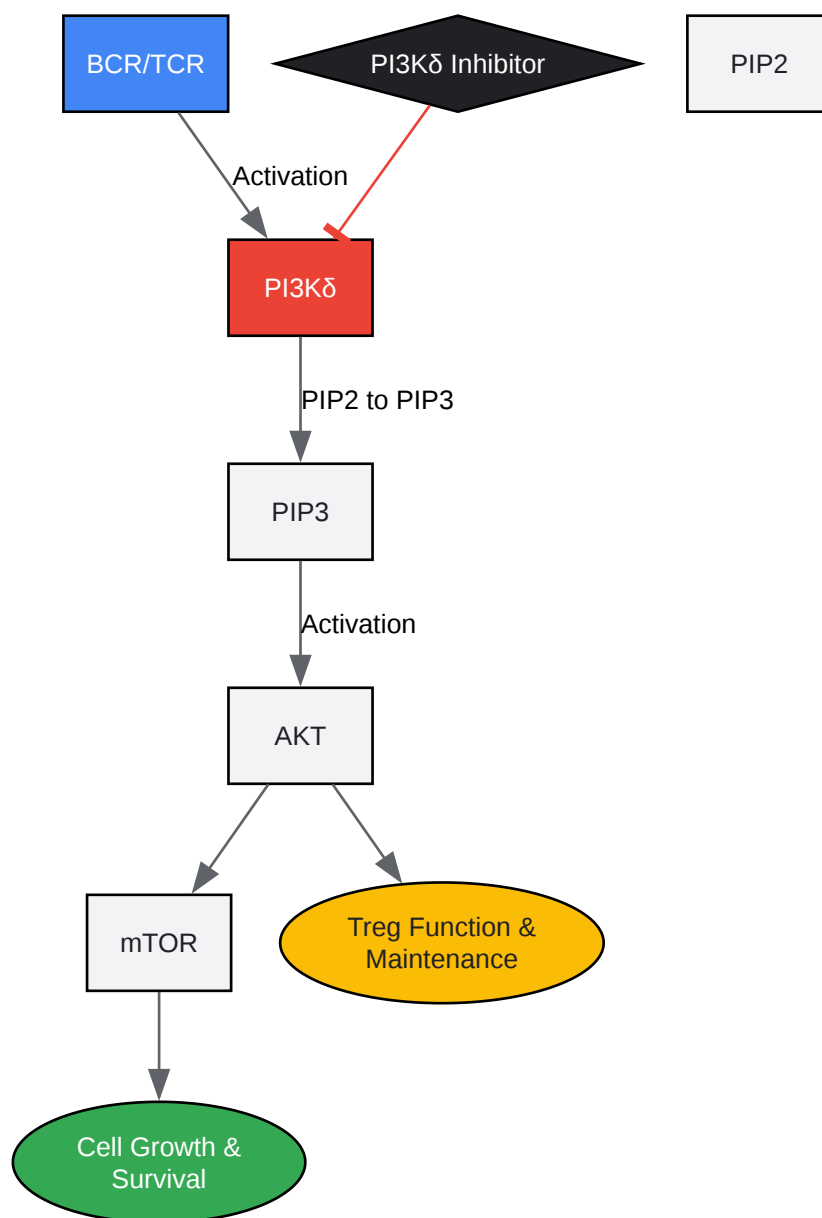 BCR/TCR
PI3Kδ Inhibitor
PIP2
Activation
PI3Kδ
PIP2 to PIP3
PIP3
Activation
AKT
mTOR
Treg Function &
Maintenance
Cell Growth &
Survival